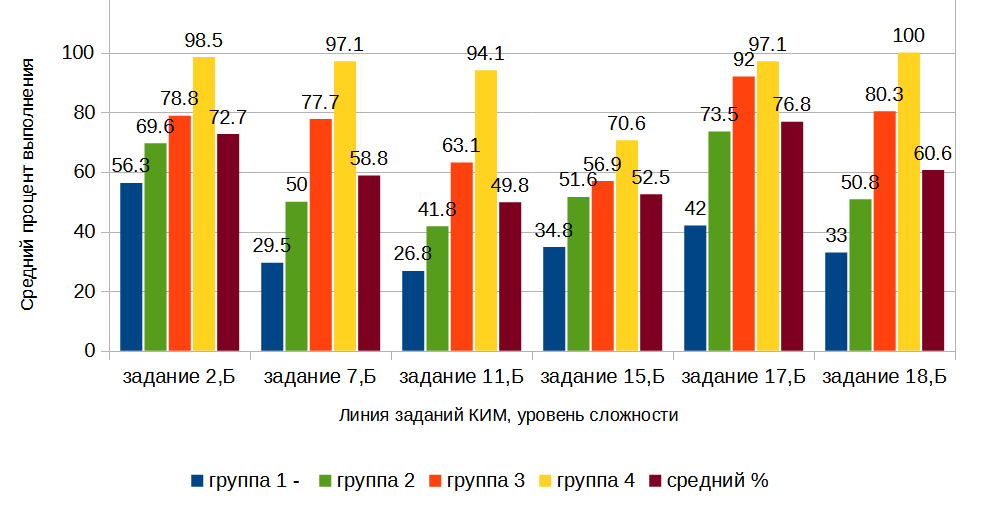 Средний процент выполнения
100
80
60
40
20
0
56.3 69.6 78.8 98.5 72.7
29.5 50 77.7 97.1 58.8
26.8 41.8 63.1 94.1 49.8
34.8 51.6 56.9 70.6 52.5
42 73.5 92 97.1 76.8
33 50.8 80.3 100 60.6
задание 2,Б задание 7,Б задание 11,Б задание 15,Б задание 17,Б задание 18,Б
Линия заданий КИМ, уровень сложности
группа 1 - группа 2 группа 3 группа 4 средний %